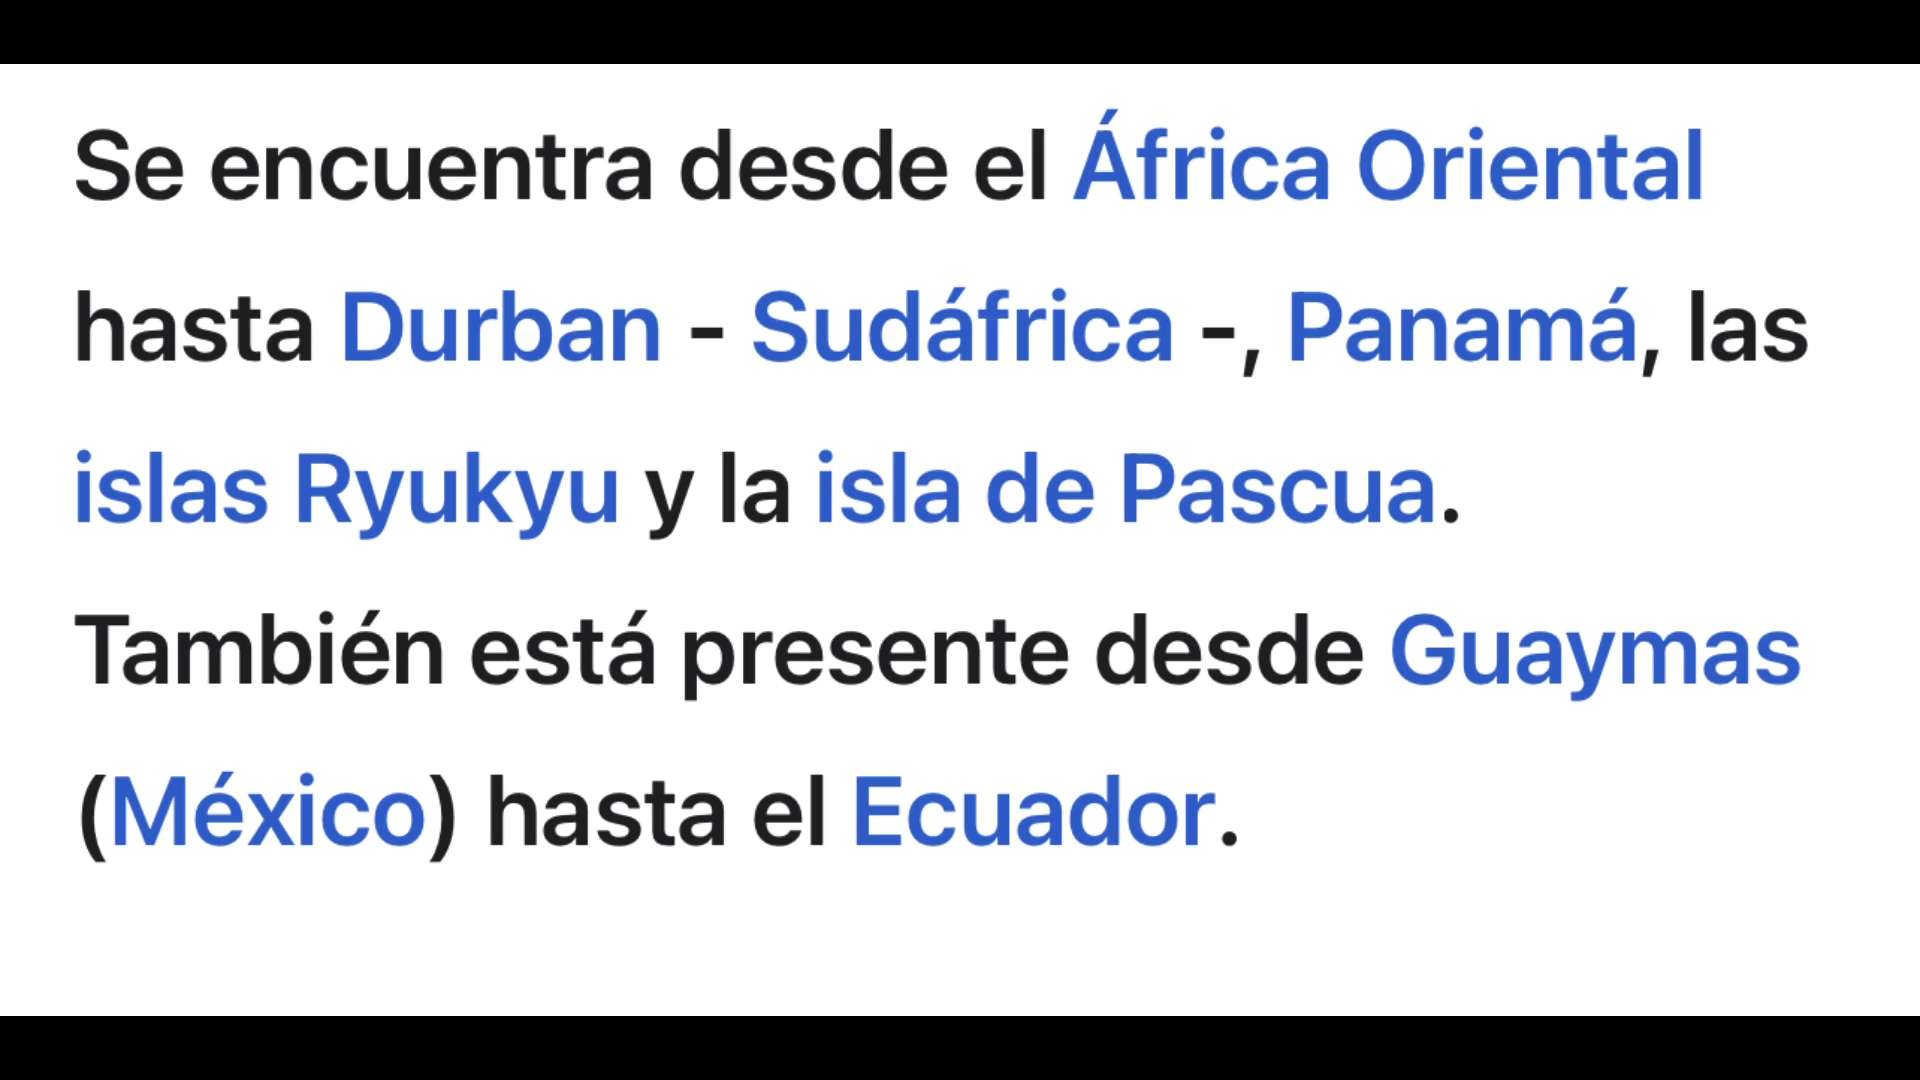 Se encuentra desde el África Oriental
hasta Durban - Sudáfrica -, Panamá, las
islas Ryukyu y la isla de Pascua.
También está presente desde Guaymas
(México) hasta el Ecuador.